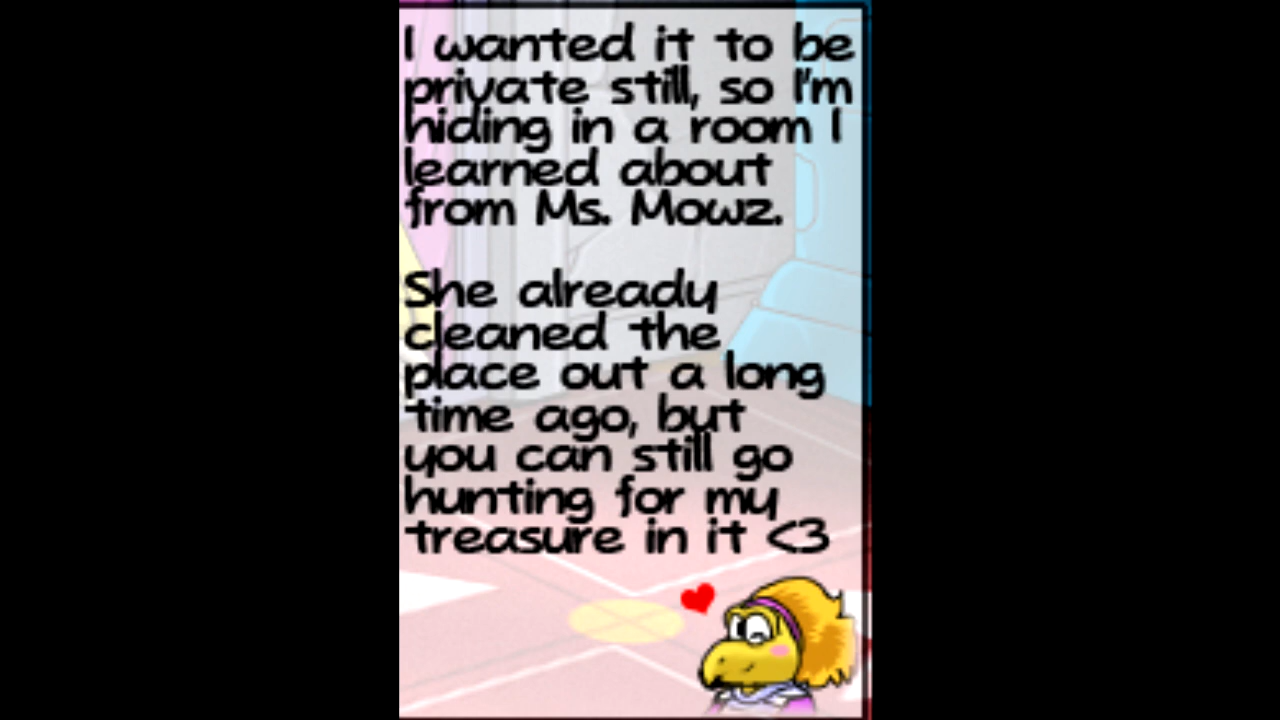 I wanted it to be
private still, so I'm
hiding in a room I
learned about
from Ms. Mowz.
She already
cleaned the
place out a long
time ago, but
you can still go
hunting for my
treasure in it <3